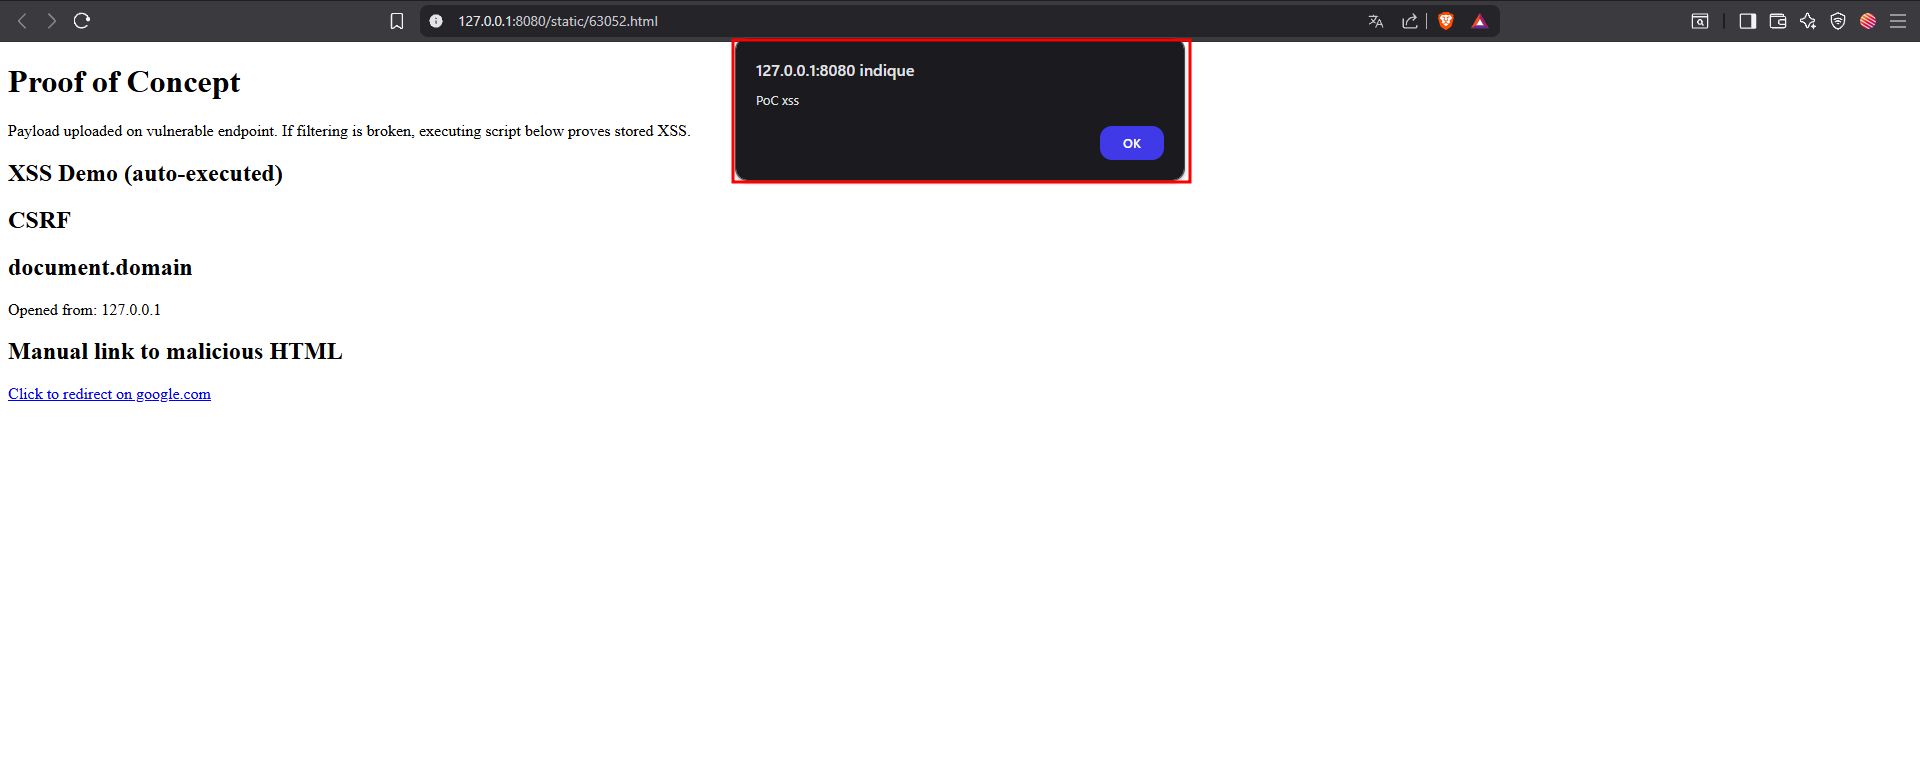 127.0.0.1:8080/static/63052.html
127.0.0.1:8080 indique
PoC xss
OK
Proof of Concept
Payload uploaded on vulnerable endpoint. If filtering is broken, executing script below proves stored XSS.
XSS Demo (auto-executed)
CSRF
document.domain
Opened from: 127.0.0.1
Manual link to malicious HTML
Click to redirect on google.com